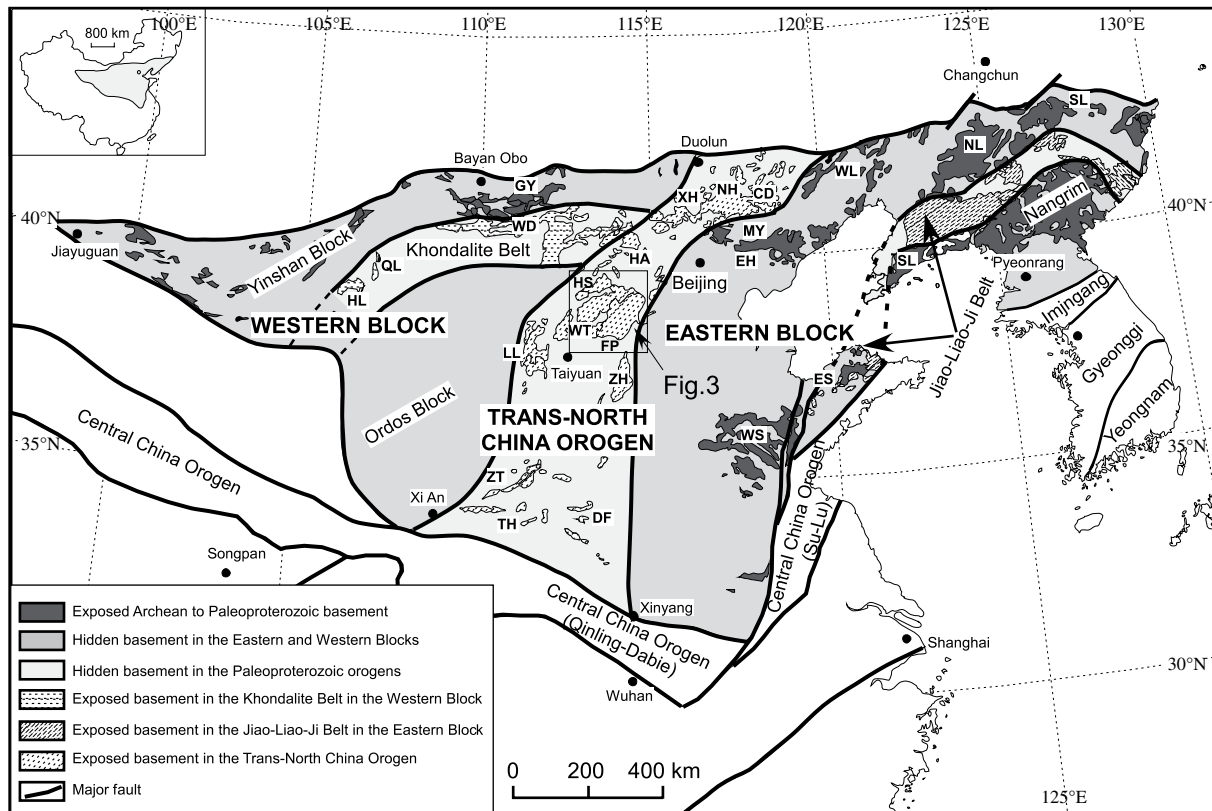 100°E
105°E
110°E
115°E
120°E
125°E
130°E
800 km
Changchun
SL
NL
Duolun
Bayan Obo
GY
WL
XH
NH
CD
Nangrim
40°N
40°N
Jiayuguan
WD
MY
Yinshan Block
Khondalite Belt
QL
HA
EH
SL
Pyeonrang
Beijing
HL
HS
Imjingang
WESTERN BLOCK
EASTERN BLOCK
WT
FP
LL
Taiyuan
ZH
Fig.3
Jiao-Liao-Ji Belt
Gyeonggi
ES
Ordos Block
TRANS-NORTH
CHINA OROGEN
WS
Yeongnam
35°N
35°N
Central China Orogen
ZT
Xi An
TH
DF
Songpan
Central China Orogen
(Su-Lu)
Central China Orogen
(Qinling-Dabie)
Xinyang
Shanghai
Wuhan
30°N
Exposed Archean to Paleoproterozoic basement
Hidden basement in the Eastern and Western Blocks
Hidden basement in the Paleoproterozoic orogens
Exposed basement in the Khondalite Belt in the Western Block
Exposed basement in the Jiao-Liao-Ji Belt in the Eastern Block
Exposed basement in the Trans-North China Orogen
Major fault
0 200 400 km
125°E